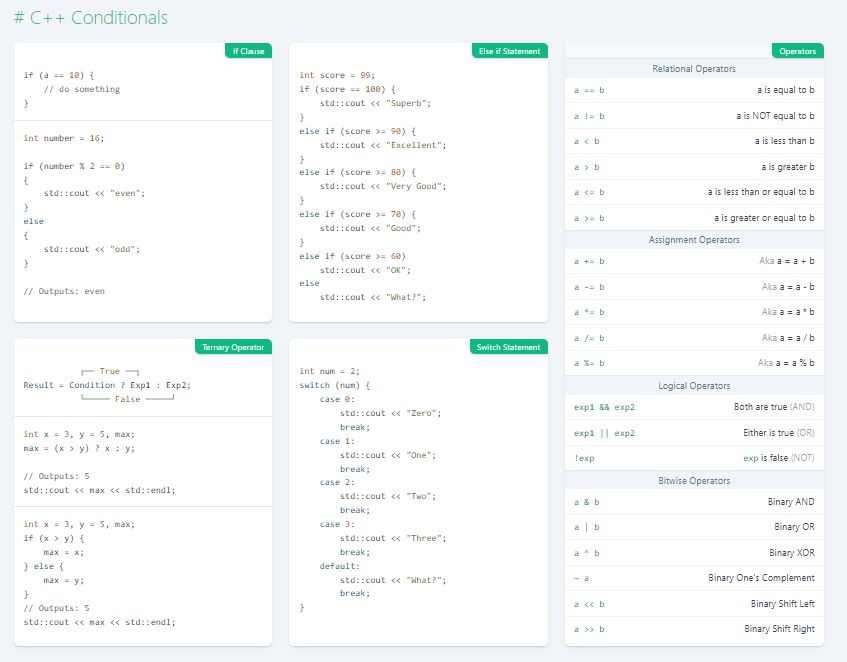 # C++ Conditionals
If Clause
if (a == 10) {
    // do something
}
int number = 16;
if (number % 2 == 0)
{
    std::cout << "even";
}
else
{
    std::cout << "odd";
}
// Outputs: even
Else if Statement
int score = 99;
if (score == 100) {
    std::cout << "Superb";
}
else if (score >= 90) {
    std::cout << "Excellent";
}
else if (score >= 80) {
    std::cout << "Very Good";
}
else if (score >= 70) {
    std::cout << "Good";
}
else if (score >= 60)
    std::cout << "OK";
else
    std::cout << "What?";
Operators
Relational Operators
a == b a is equal to b
a != b a is NOT equal to b
a < b a is less than b
a > b a is greater b
a <= b a is less than or equal to b
a >= b a is greater or equal to b
Assignment Operators
a += b Aka a = a + b
a -= b Aka a = a - b
a *= b Aka a = a * b
a /= b Aka a = a / b
a %= b Aka a = a % b
Logical Operators
exp1 && exp2 Both are true (AND)
exp1 || exp2 Either is true (OR)
!exp exp is false (NOT)
Bitwise Operators
a & b Binary AND
a | b Binary OR
a ^ b Binary XOR
~ a Binary One's Complement
a << b Binary Shift Left
a >> b Binary Shift Right
Ternary Operator
True
Result = Condition ? Exp1 : Exp2;
False
int x = 3, y = 5, max;
max = (x > y) ? x : y;
// Outputs: 5
std::cout << max << std::endl;
int x = 3, y = 5, max;
if (x > y) {
    max = x;
} else {
    max = y;
}
// Outputs: 5
std::cout << max << std::endl;
Switch Statement
int num = 2;
switch (num) {
    case 0:
        std::cout << "Zero";
        break;
    case 1:
        std::cout << "One";
        break;
    case 2:
        std::cout << "Two";
        break;
    case 3:
        std::cout << "Three";
        break;
    default:
        std::cout << "What?";
        break;
}